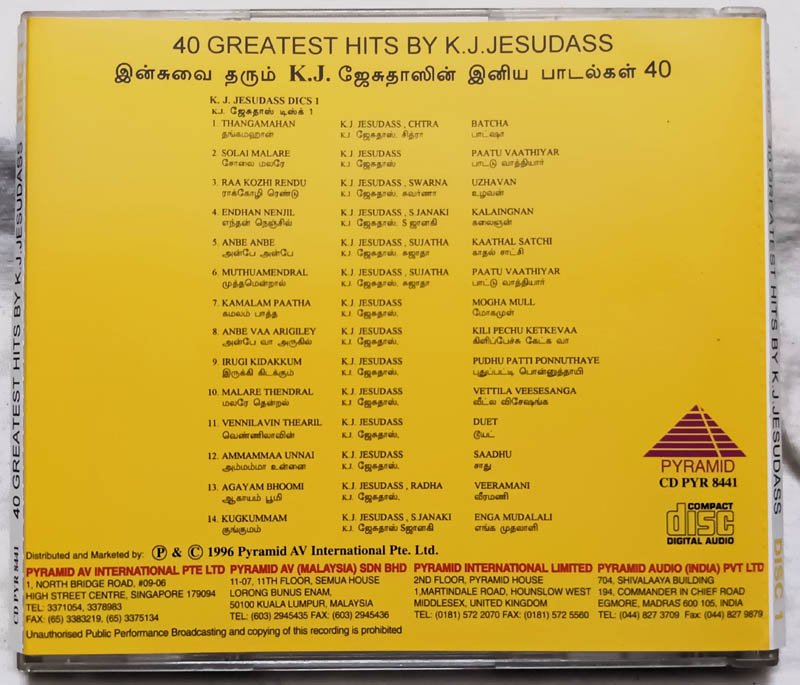 40 GREATEST HITS BY K.J.JESUDASS
இன்சுவை தரும் K.J. ஜேசுதாஸின் இனிய பாடல்கள் 40
K. J. JESUDASS DICS 1
KJ. ஜேசுதாஸ் டிஸ்க் 1
1. THANGAMAHAN K.J JESUDASS , CHTRA BATCHA
தங்கமஹான் K.J ஜேசுதாஸ். சித்ரா பாட்ஷா
2. SOLAI MALARE K.J JESUDASS PAATU VAATHIYAR
சோலை மலரே K.J ஜேசுதாஸ் பாட்டு வாத்தியார்
3. RAA KOZHI RENDU K.J JESUDASS , SWARNA UZHAVAN
ராக்கோழி ரெண்டு K.J ஜேசுதாஸ். சுவர்ணா உழவன்
4. ENDHAN NENJIL K.J JESUDASS , S.JANAKI KALAINGNAN
எந்தன் நெஞ்சில் K.J ஜேசுதாஸ். S ஜானகி கலைஞன்
5. ANBE ANBE K.J JESUDASS , SUJATHA KAATHAL SATCHI
அன்பே அன்பே K.J ஜேசுதாஸ். சுஜாதா காதல் சாட்சி
6. MUTHUAMENDRAL K.J JESUDASS , SUJATHA PAATU VAATHIYAR
முத்தமென்றால் K.J ஜேசுதாஸ். சுஜாதா பாட்டு வாத்தியார்
7. KAMALAM PAATHA K.J JESUDASS MOGHA MULL
கமலம் பாத்த K.J ஜேசுதாஸ். மோகமுள்
8. ANBE VAA ARIGILEY K.J JESUDASS KILI PECHU KETKEVAA
அன்பே வா அருகில் K.J ஜேசுதாஸ். கிளிப்பேச்சு கேட்க வா
9. IRUGI KIDAKKUM K.J. JESUDASS PUDHU PATTI PONNUTHAYE
இருக்கி கிடக்கும் K.J ஜேசுதாஸ். புதுப்பட்டி பொன்னுத்தாயி
10. MALARE THENDRAL K.J. JESUDASS VETTILA VEESESANGA
மலரே தென்றல் K.J ஜேசுதாஸ். வீட்ல விசேஷங்க
11. VENNILAVIN THEARIL K.J. JESUDASS DUET
வெண்ணிலாவின் K.J ஜேசுதாஸ். டூயட்
12. AMMAMMAA UNNAI K.J. JESUDASS SAADHU
அம்மம்மா உன்னை K.J ஜேசுதாஸ். சாது
13. AGAYAM BHOOMI K.J. JESUDASS , RADHA VEERAMANI
ஆகாயம் பூமி K.J ஜேசுதாஸ். வீரமணி
14. KUGKUMMAM K.J. JESUDASS , S.JANAKI ENGA MUDALALI
குங்குமம் K.J. ஜேசுதாஸ் Sஜானகி எங்க முதலாளி
PYRAMID
CD PYR 8441
COMPACT
disc
DIGITAL AUDIO
Distributed and Marketed by: Ⓟ & © 1996 Pyramid AV International Pte. Ltd.
PYRAMID AV INTERNATIONAL PTE LTD
1, NORTH BRIDGE ROAD, #09-06
HIGH STREET CENTRE, SINGAPORE 179094
TEL: 3371054, 3378983
FAX: (65) 3383219, (65) 3375134
PYRAMID AV (MALAYSIA) SDN BHD
11-07, 11TH FLOOR, SEMUA HOUSE
LORONG BUNUS ENAM,
50100 KUALA LUMPUR, MALAYSIA
TEL: (603) 2945435 FAX: (603) 2945436
PYRAMID INTERNATIONAL LIMITED
2ND FLOOR, PYRAMID HOUSE
1,MARTINDALE ROAD, HOUNSLOW WEST
MIDDLESEX, UNITED KINGDOM
TEL: (0181) 572 2070 FAX: (0181) 572 5560
PYRAMID AUDIO (INDIA) PVT LTD
704, SHIVALAAYA BUILDING
194, COMMANDER IN CHIEF ROAD
EGMORE, MADRAS 600 105, INDIA
TEL: (044) 827 3709 Fax: (044) 827 9879
Unauthorised Public Performance Broadcasting and copying of this recording is prohibited
CD PYR 8441 40 GREATEST HITS BY K.J.JESUDASS DISC 1
40 GREATEST HITS BY K.J.JESUDASS DISC 1